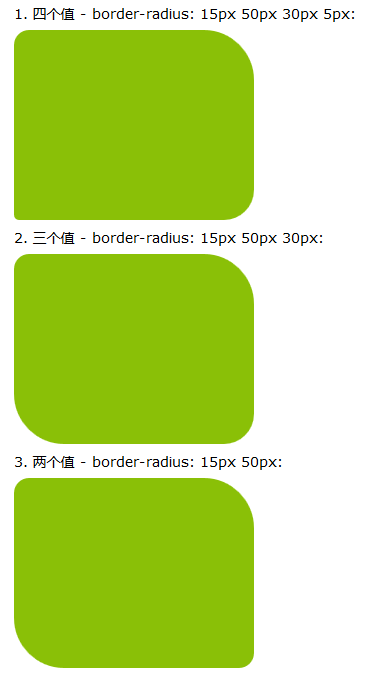 1. 四个值 - border-radius: 15px 50px 30px 5px:
2. 三个值 - border-radius: 15px 50px 30px:
3. 两个值 - border-radius: 15px 50px: